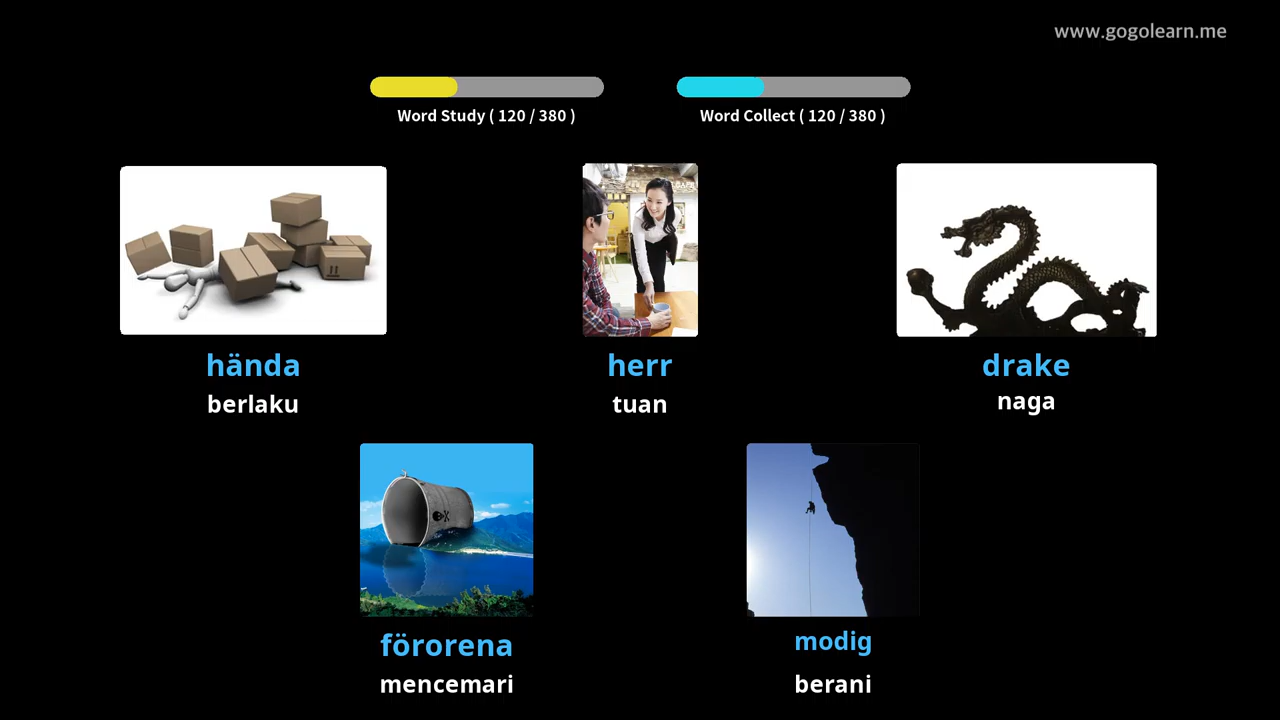 www.gogolearn.me
Word Study ( 120 / 380 )
Word Collect ( 120 / 380 )
hända
berlaku
herr
tuan
drake
naga
förorena
mencemari
modig
berani